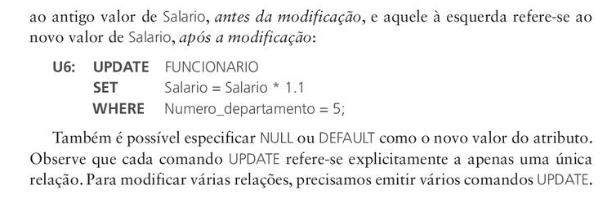 ao antigo valor de Salario, antes da modificação, e aquele à esquerda refere-se ao
novo valor de Salario, após a modificação:
U6: UPDATE FUNCIONARIO
SET Salario = Salario * 1.1
WHERE Numero_departamento = 5;
Também é possível especificar NULL ou DEFAULT como o novo valor do atributo.
Observe que cada comando UPDATE refere-se explicitamente a apenas uma única
relação. Para modificar várias relações, precisamos emitir vários comandos UPDATE.